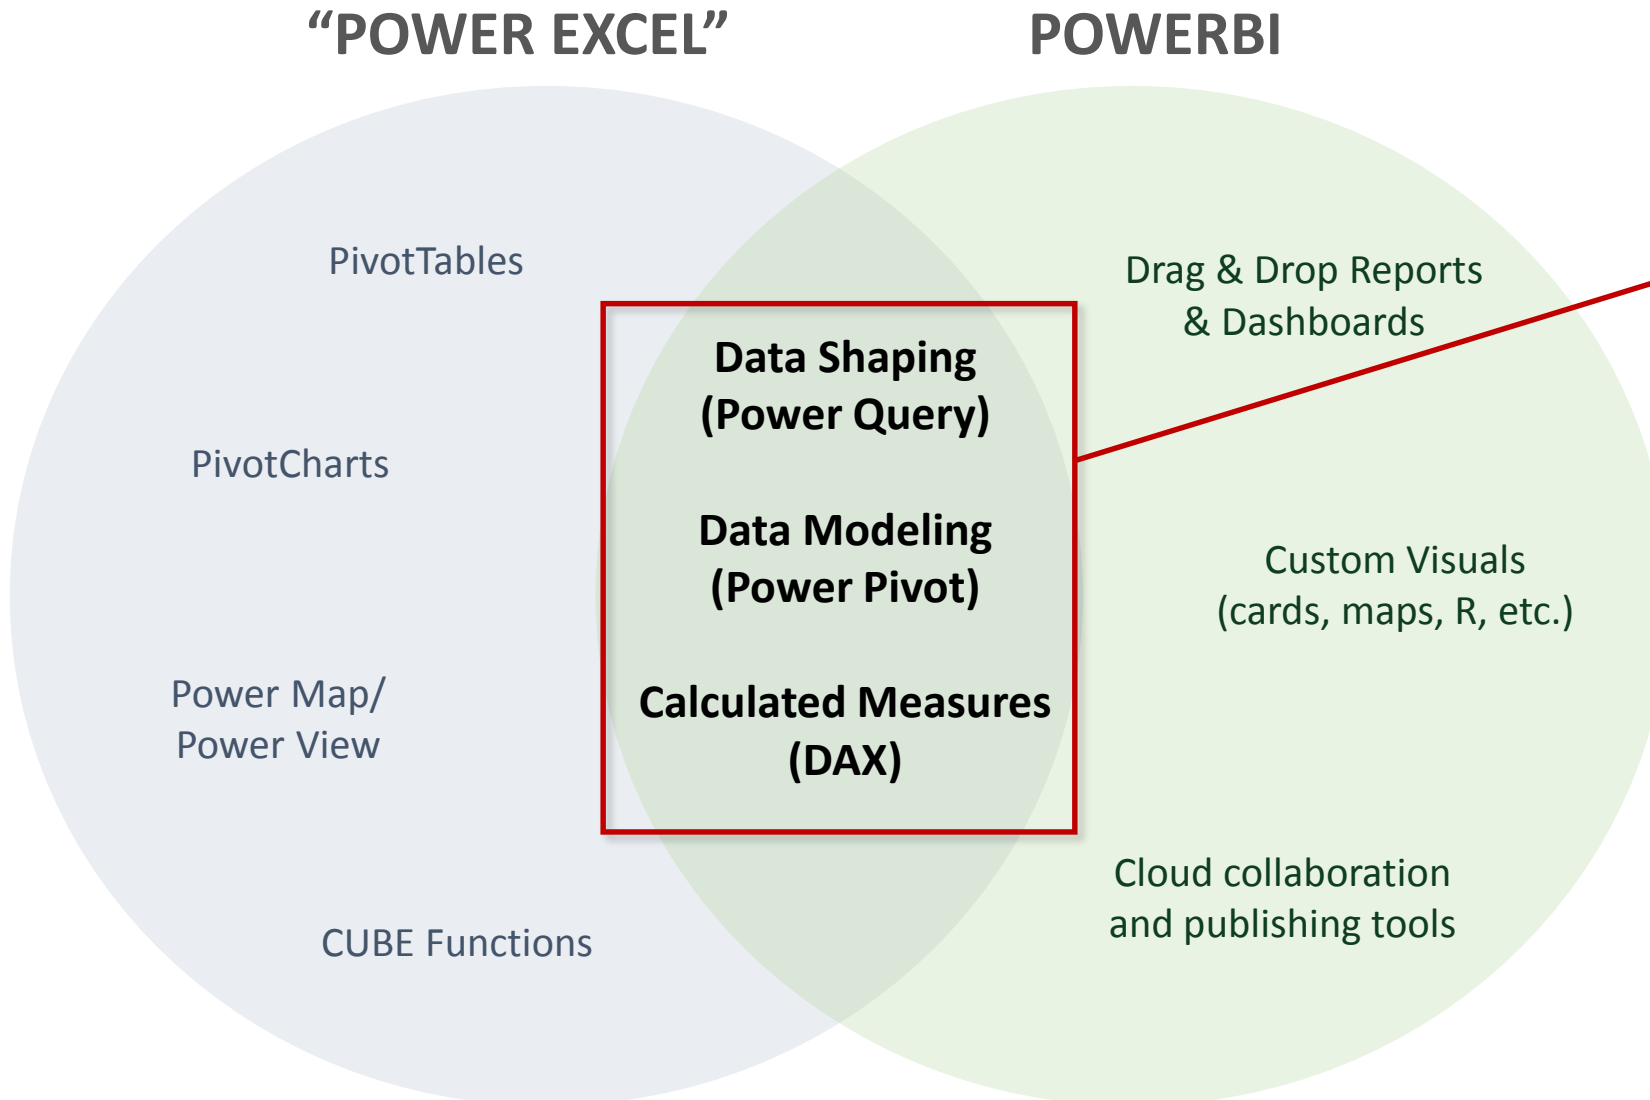 “POWER EXCEL”
POWERBI
PivotTables
PivotCharts
Power Map/
Power View
CUBE Functions
Data Shaping
(Power Query)
Data Modeling
(Power Pivot)
Calculated Measures
(DAX)
Drag & Drop Reports
& Dashboards
Custom Visuals
(cards, maps, R, etc.)
Cloud collaboration
and publishing tools